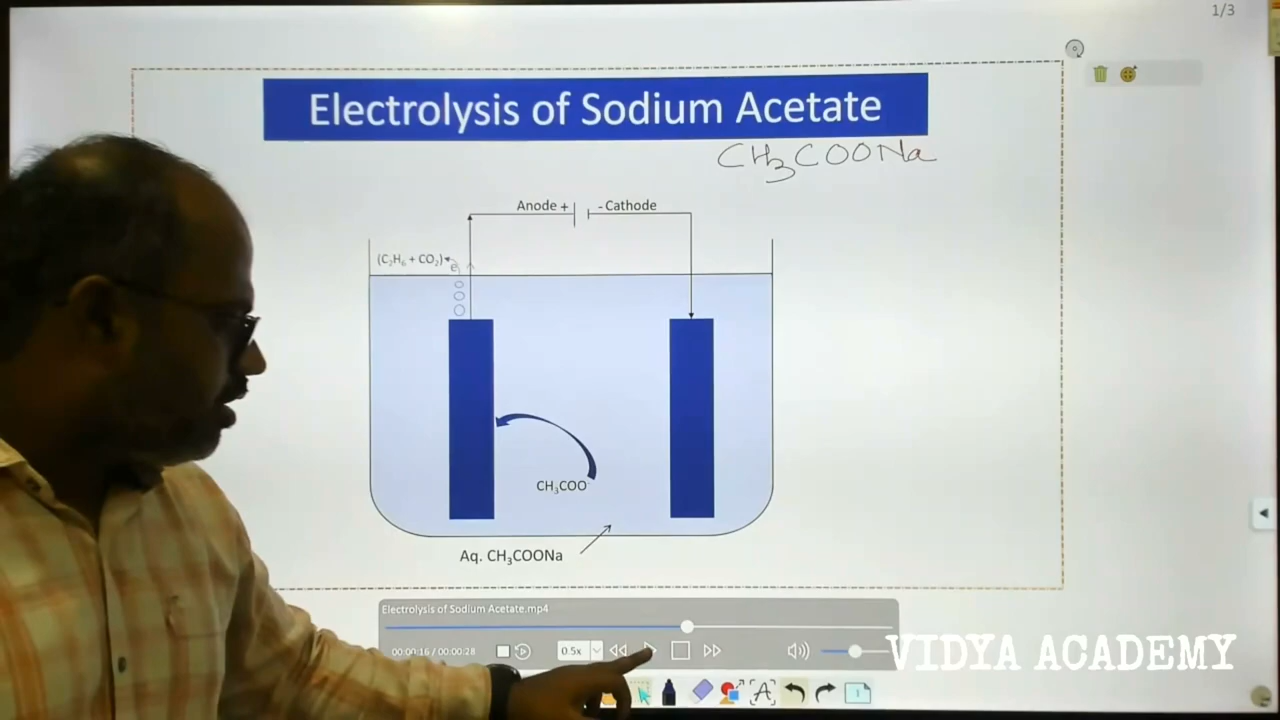 1/3
Electrolysis of Sodium Acetate
CH₃COONa
Anode + - Cathode
(C₂H₆ + CO₂)
e
CH₃COO⁻
Aq. CH₃COONa
Electrolysis of Sodium Acetate.mp4
00:00:16 / 00:00:28
0.5x
VIDYA ACADEMY
A
1